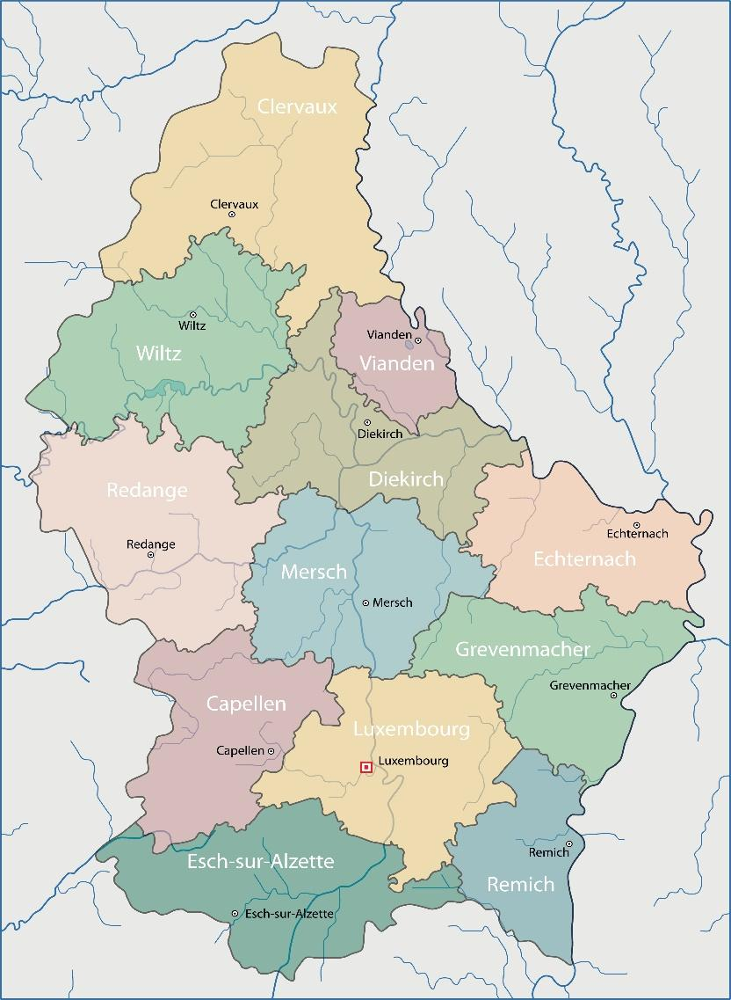 Clervaux
Clervaux
Wiltz
Wiltz
Vianden
Vianden
Diekirch
Diekirch
Redange
Redange
Echternach
Echternach
Mersch
Mersch
Grevenmacher
Grevenmacher
Capellen
Capellen
Luxembourg
Luxembourg
Remich
Remich
Esch-sur-Alzette
Esch-sur-Alzette